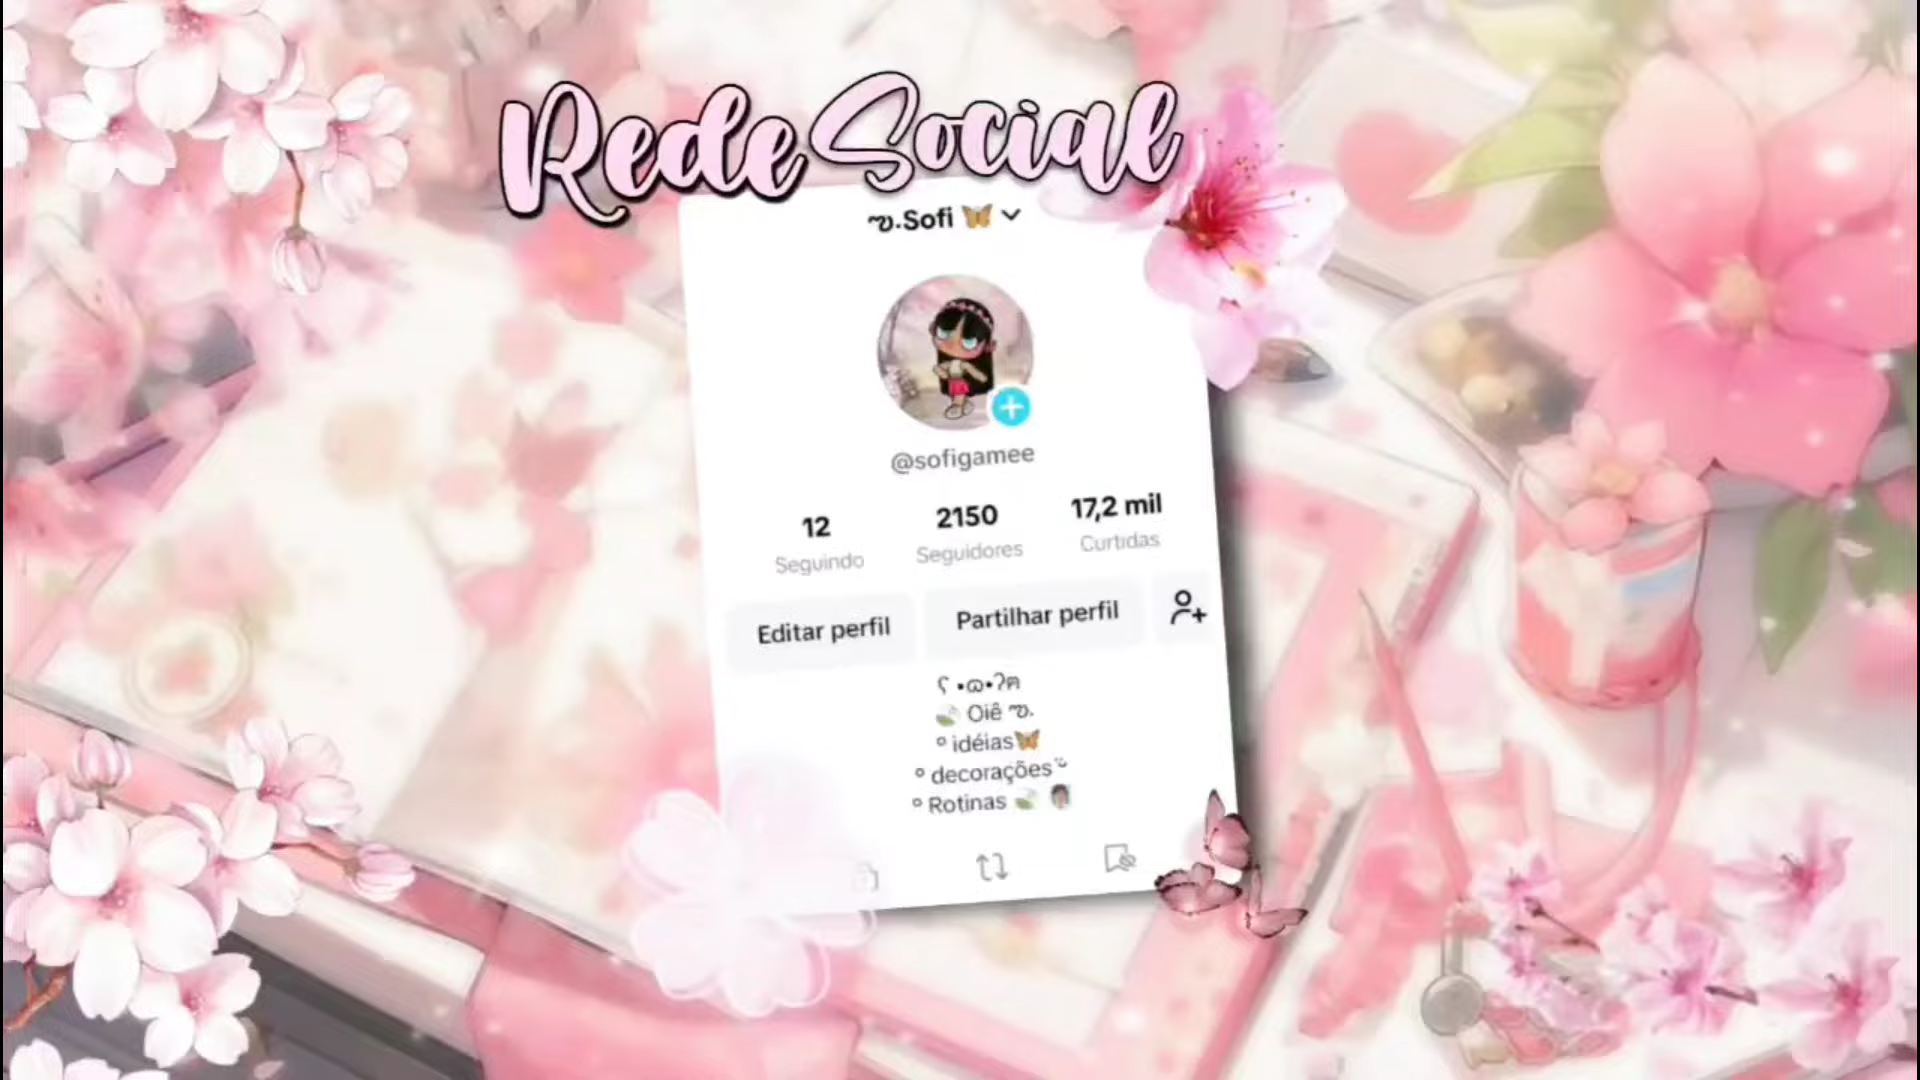 Rede Social
ఌ.Sofi 🦋
@sofigamee
12 2150 17,2 mil
Seguindo Seguidores Curtidas
Editar perfil Partilhar perfil
ʕ •ɷ•ʔฅ
🍃 Oiê ఌ.
° idéias🦋
° decorações
° Rotinas 🍃